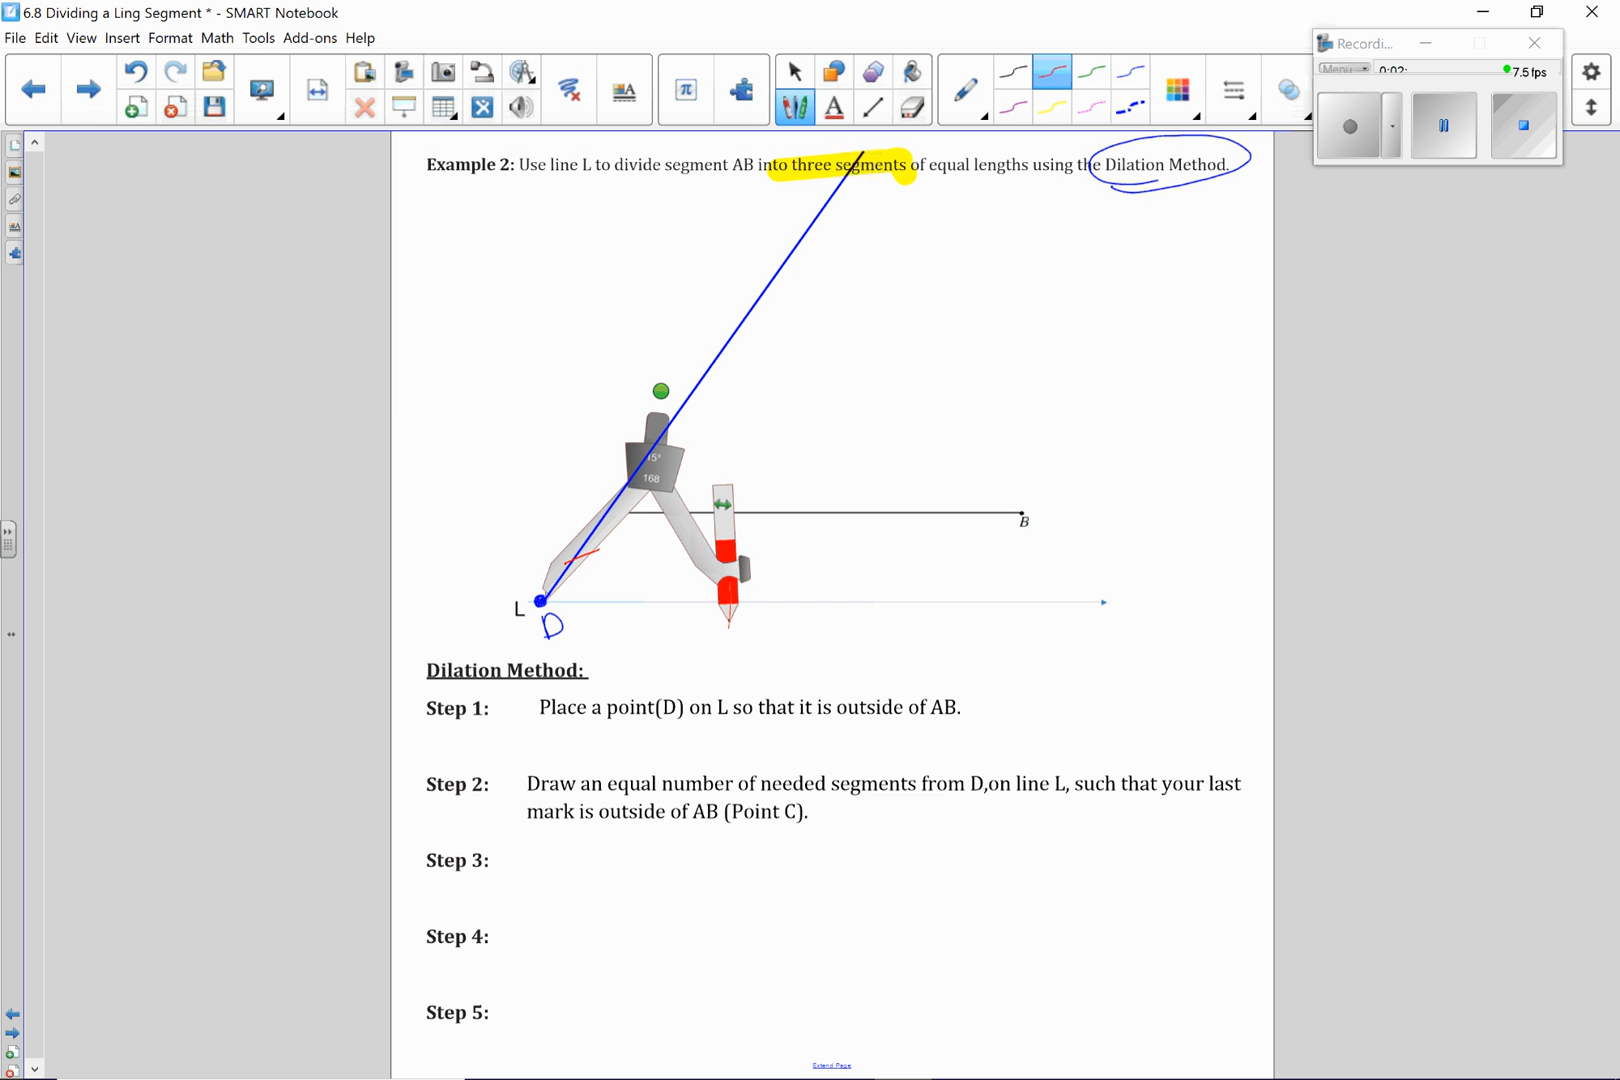 6.8 Dividing a Ling Segment * - SMART Notebook
File Edit View Insert Format Math Tools Add-ons Help
Recordi...
Menu 0:02: 7.5 fps
Example 2: Use line L to divide segment AB into three segments of equal lengths using the Dilation Method.
15°
168
B
L
D
Dilation Method:
Step 1: Place a point(D) on L so that it is outside of AB.
Step 2: Draw an equal number of needed segments from D,on line L, such that your last
mark is outside of AB (Point C).
Step 3:
Step 4:
Step 5:
Extend Page